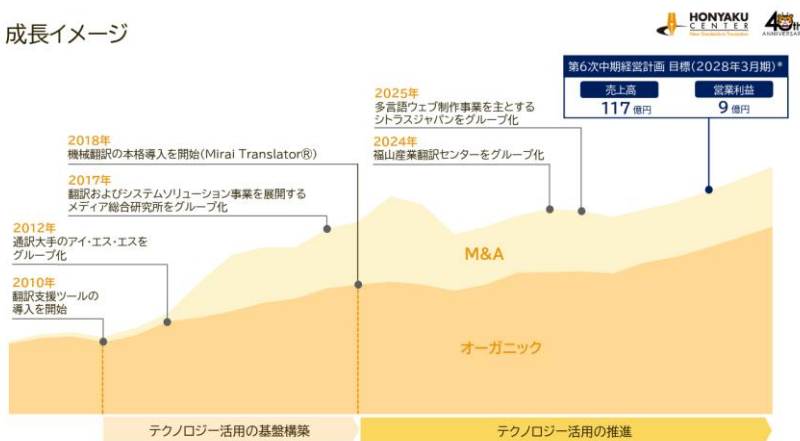 成長イメージ
HONYAKU
CENTER
New Standards in Translation
40th
ANNIVERSARY
第6次中期経営計画 目標(2028年3月期)*
売上高
営業利益
117億円
9億円
2025年
多言語ウェブ制作事業を主とする
シトラスジャパンをグループ化
2024年
福山産業翻訳センターをグループ化
2018年
機械翻訳の本格導入を開始(Mirai Translator®)
2017年
翻訳およびシステムソリューション事業を展開する
メディア総合研究所をグループ化
2012年
通訳大手のアイ・エス・エスを
グループ化
2010年
翻訳支援ツールの
導入を開始
M&A
オーガニック
テクノロジー活用の基盤構築
テクノロジー活用の推進